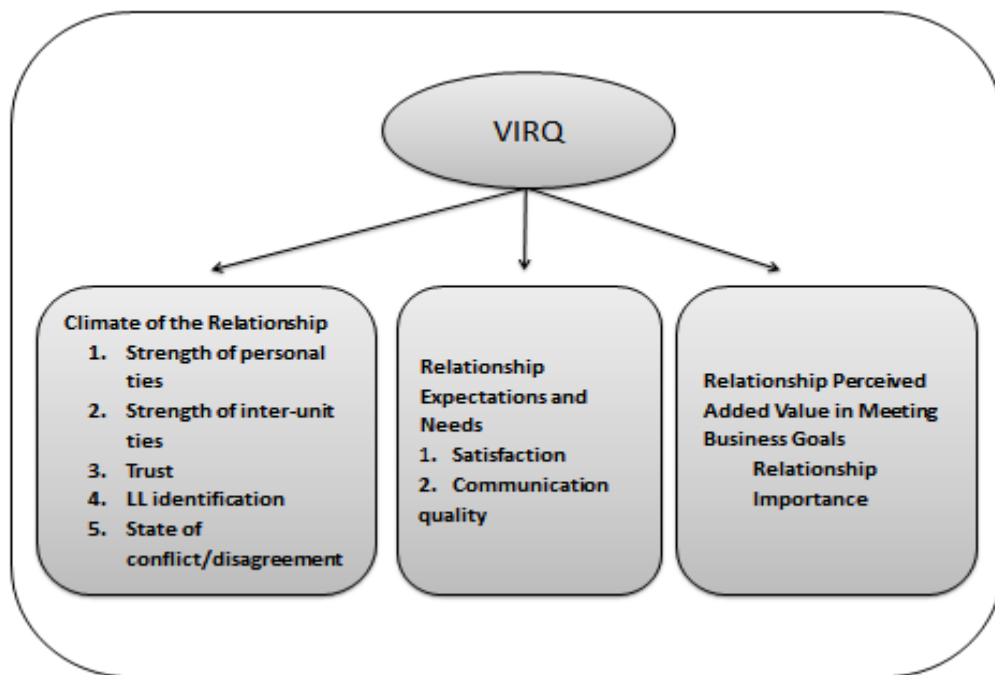 VIRQ
Climate of the Relationship
1. Strength of personal
ties
2. Strength of inter-unit
ties
3. Trust
4. LL identification
5. State of
conflict/disagreement
Relationship
Expectations and
Needs
1. Satisfaction
2. Communication
quality
Relationship Perceived
Added Value in Meeting
Business Goals
Relationship
Importance